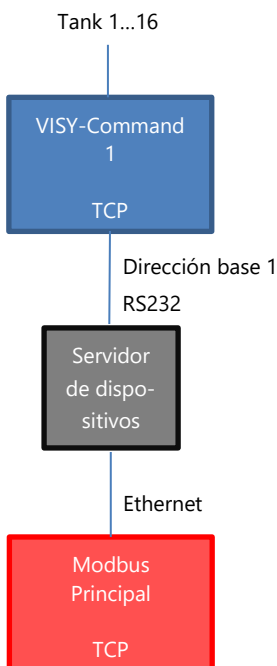 Tank 1...16
VISY-Command
1
TCP
Dirección base 1
RS232
Servidor
de dispo-
sitivos
Ethernet
Modbus
Principal
TCP